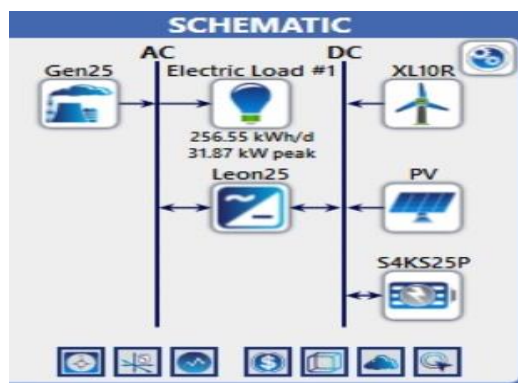 SCHEMATIC
AC
DC
Gen25
Electric Load #1
XL10R
256.55 kWh/d
31.87 kW peak
Leon25
PV
S4KS25P